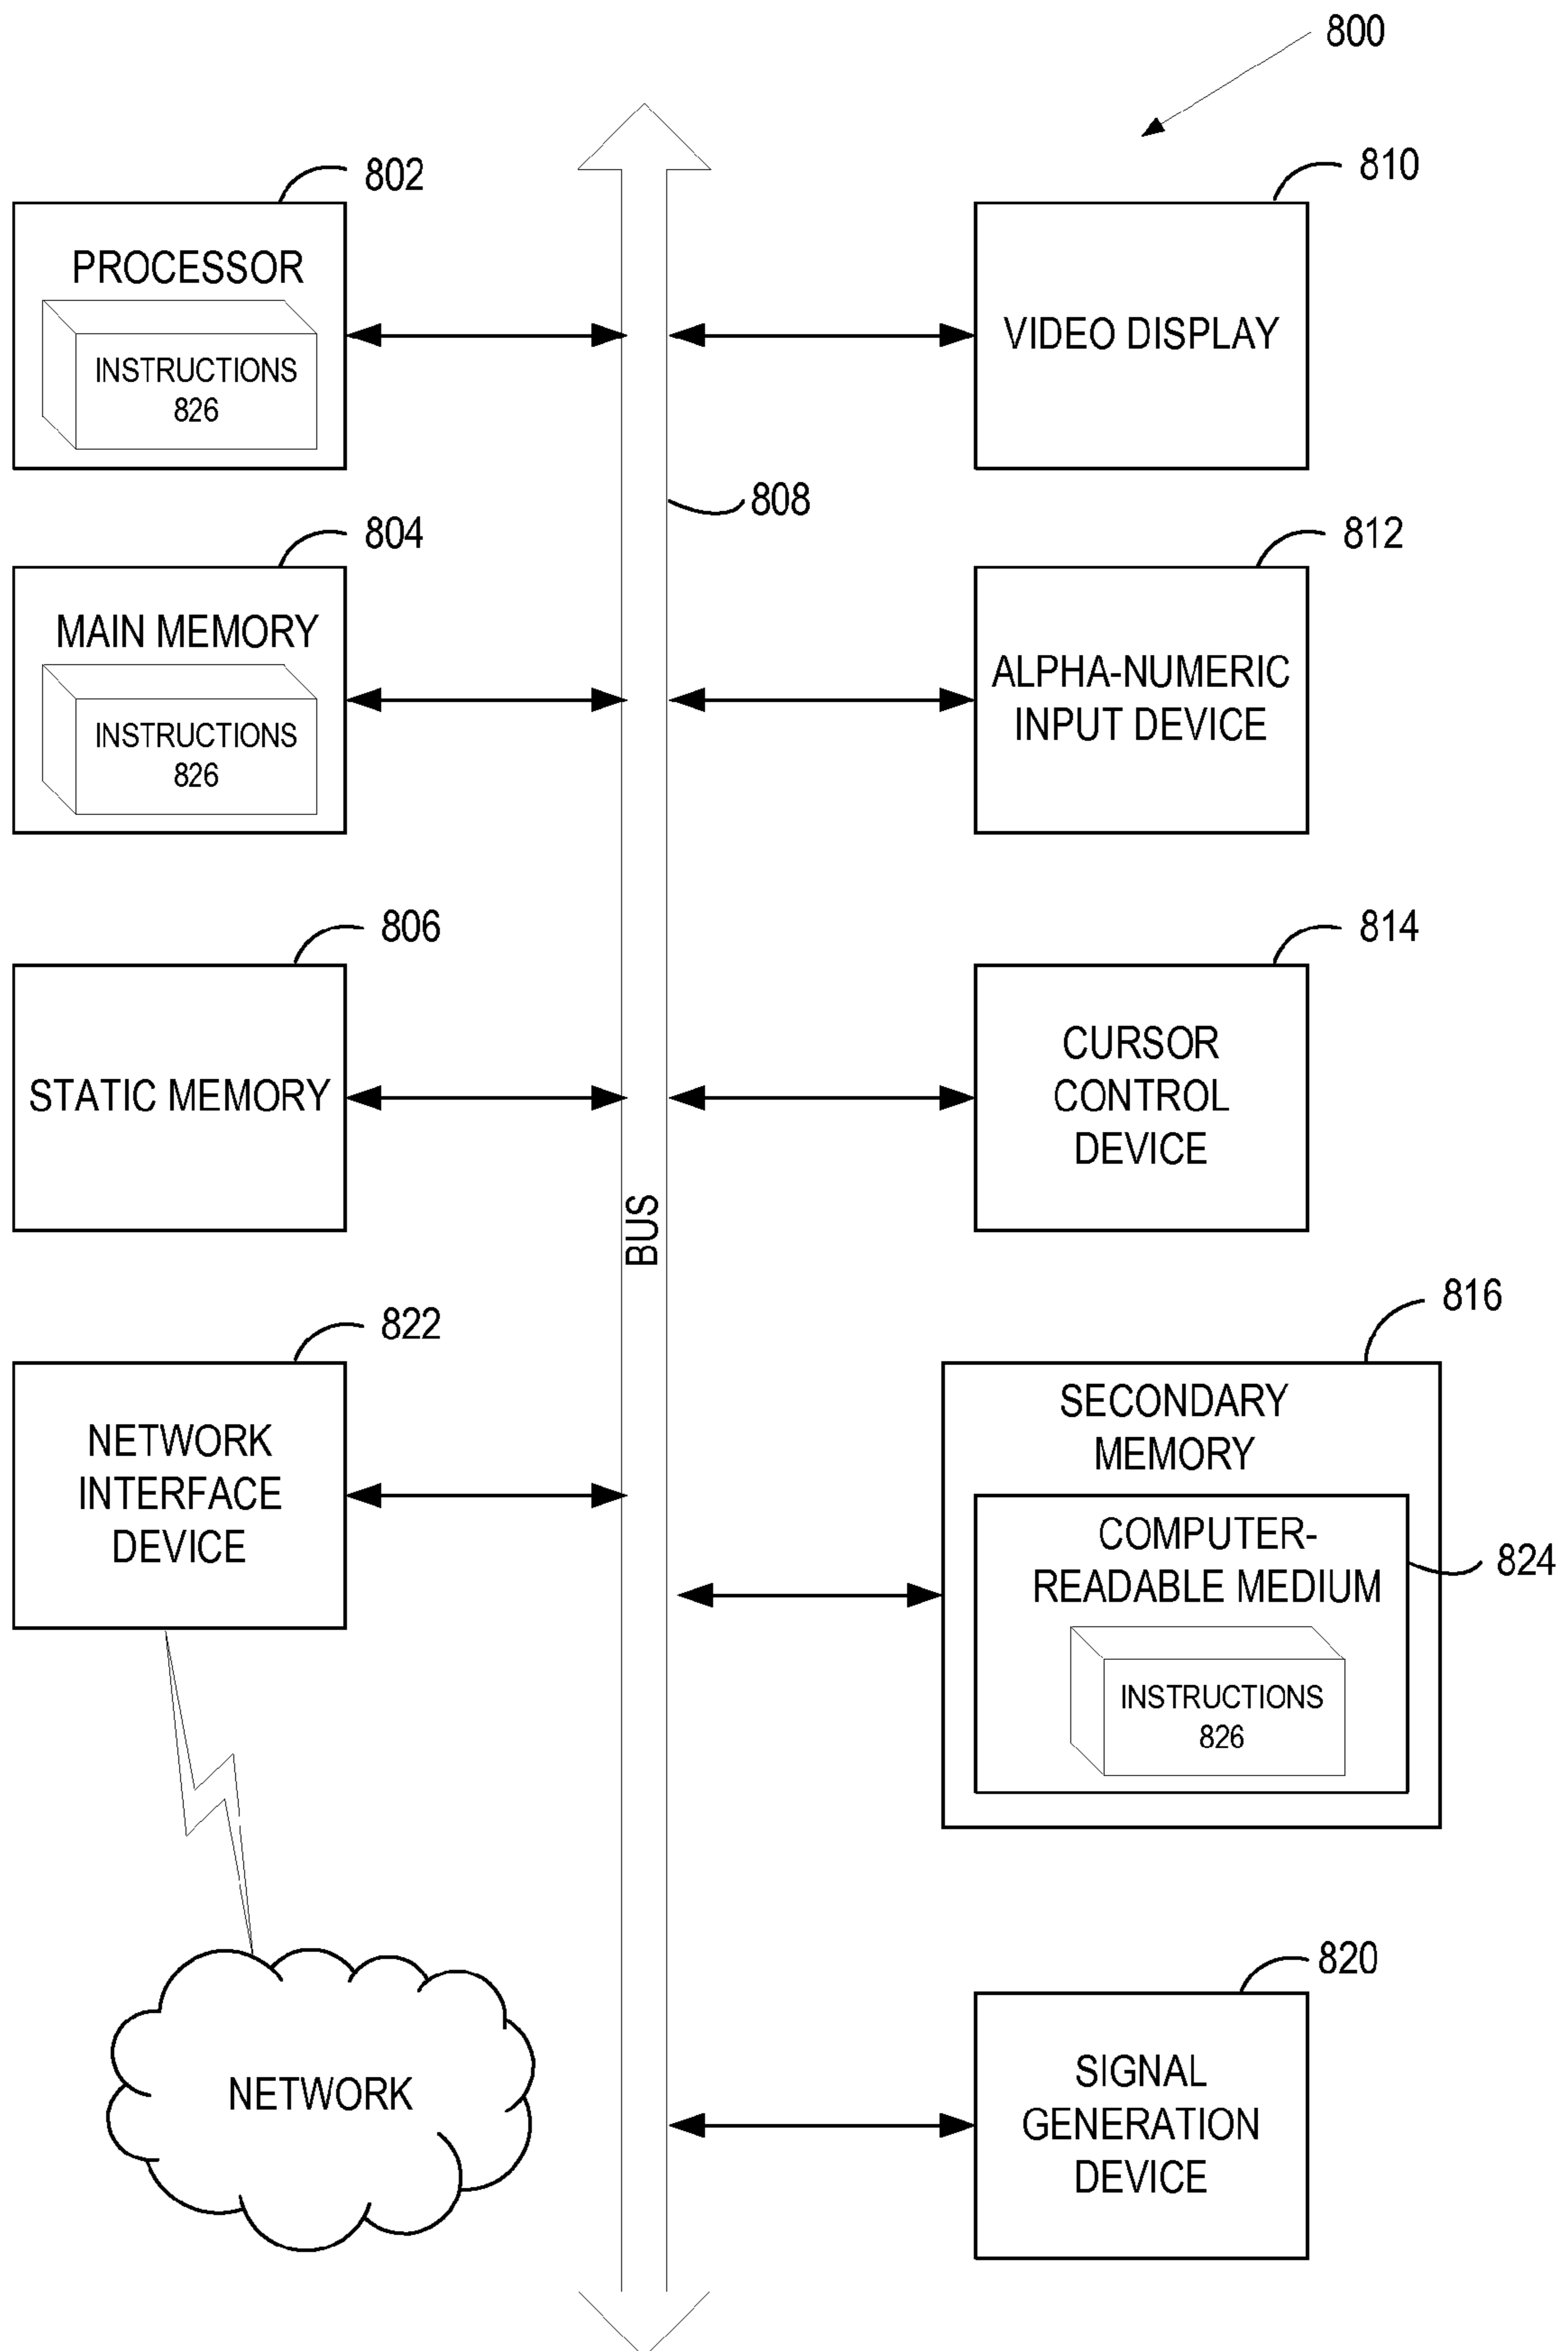 800
802
PROCESSOR
INSTRUCTIONS
826
810
VIDEO DISPLAY
808
804
MAIN MEMORY
INSTRUCTIONS
826
812
ALPHA-NUMERIC
INPUT DEVICE
806
STATIC MEMORY
814
CURSOR
CONTROL
DEVICE
BUS
822
NETWORK
INTERFACE
DEVICE
816
SECONDARY
MEMORY
COMPUTER-
READABLE MEDIUM
824
INSTRUCTIONS
826
NETWORK
820
SIGNAL
GENERATION
DEVICE